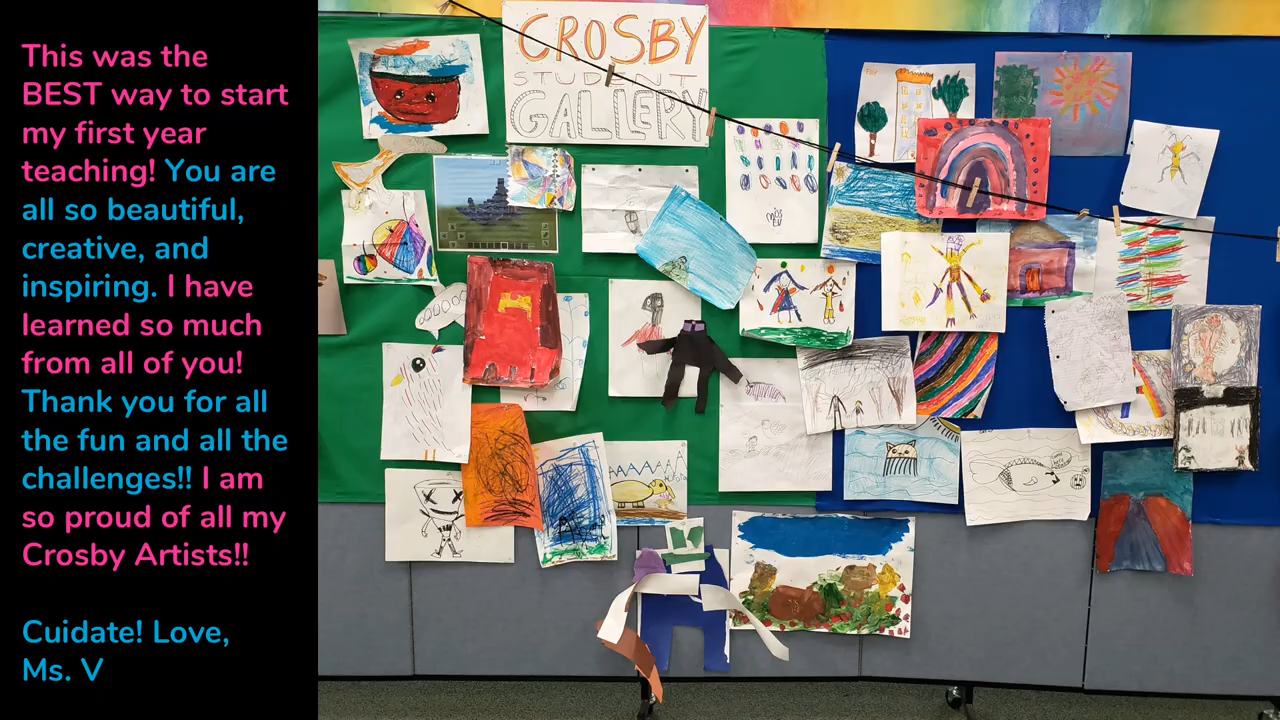 This was the
BEST way to start
my first year
teaching! You are
all so beautiful,
creative, and
inspiring. I have
learned so much
from all of you!
Thank you for all
the fun and all the
challenges!! I am
so proud of all my
Crosby Artists!!
Cuidate! Love,
Ms. V
CROSBY
STUDENT
GALLERY